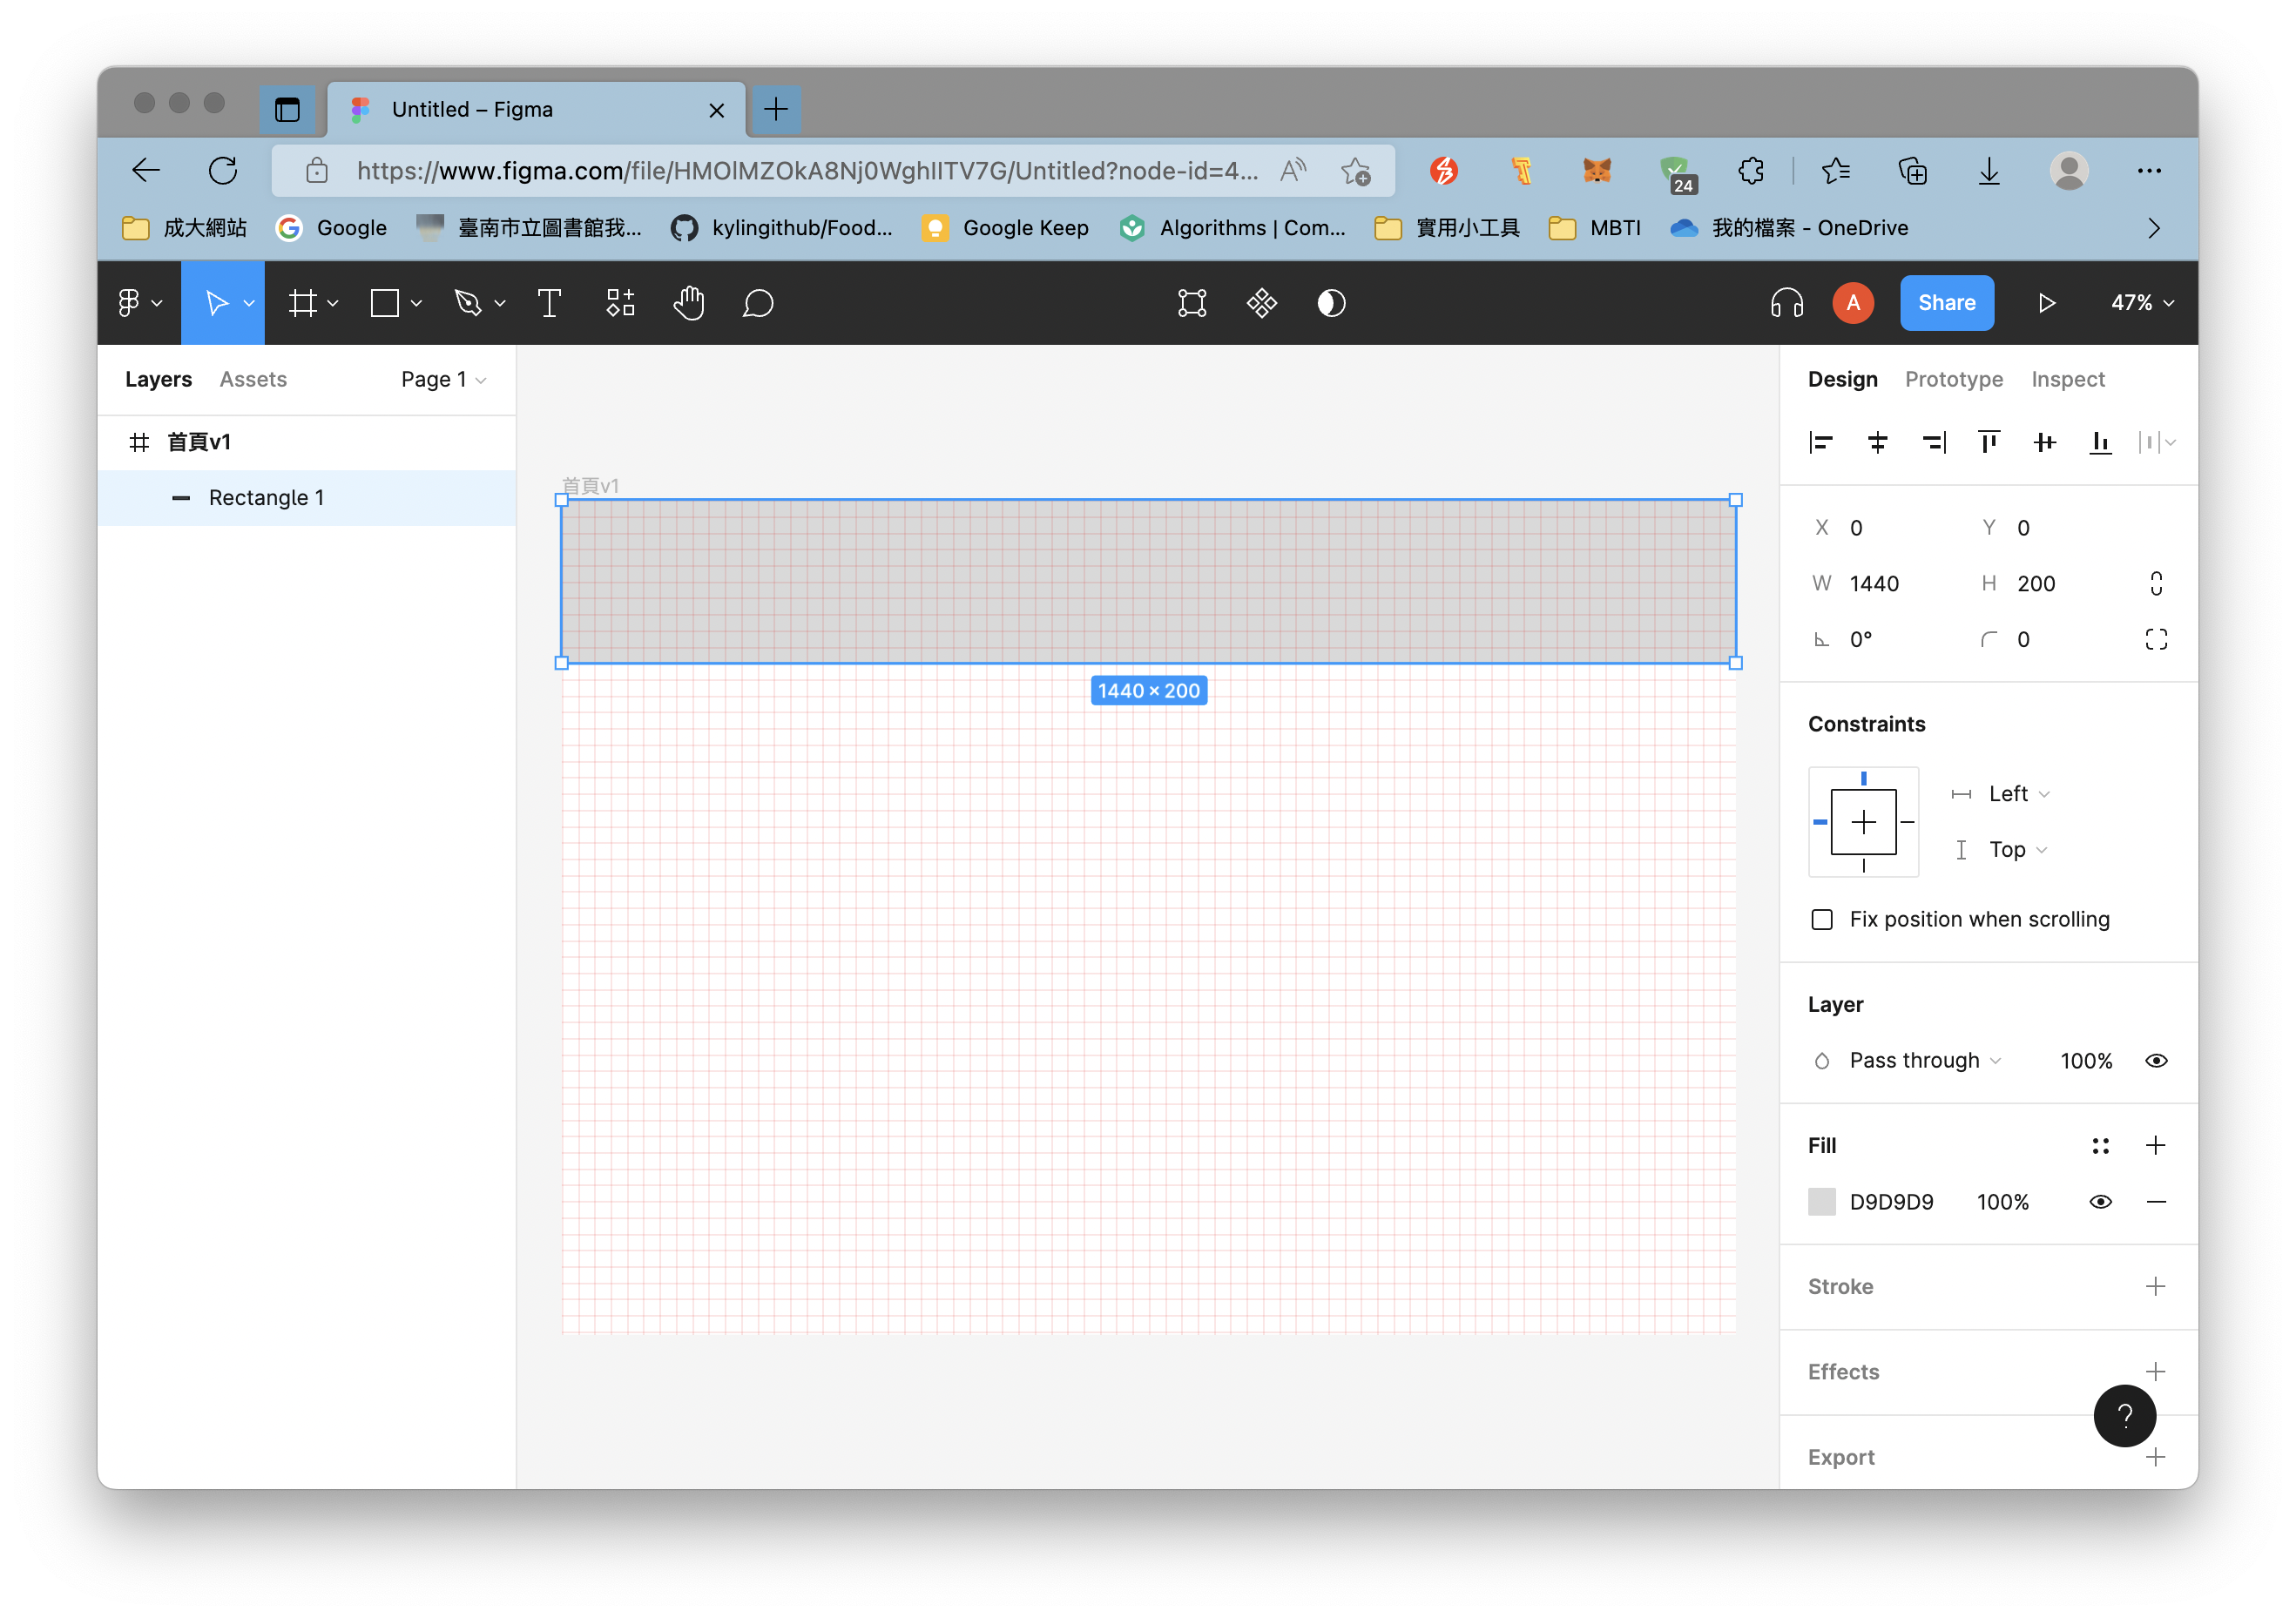 Untitled – Figma
https://www.figma.com/file/HMOlMZOkA8Nj0WghIITV7G/Untitled?node-id=4...
24
成大網站 Google 臺南市立圖書館我... kylingithub/Food... Google Keep Algorithms | Com... 實用小工具 MBTI 我的檔案 - OneDrive
A Share 47%
Layers Assets Page 1
Design Prototype Inspect
首頁v1
Rectangle 1
首頁v1
1440 × 200
X 0 Y 0
W 1440 H 200
0° 0
Constraints
Left
Top
Fix position when scrolling
Layer
Pass through 100%
Fill
D9D9D9 100%
Stroke
Effects
?
Export